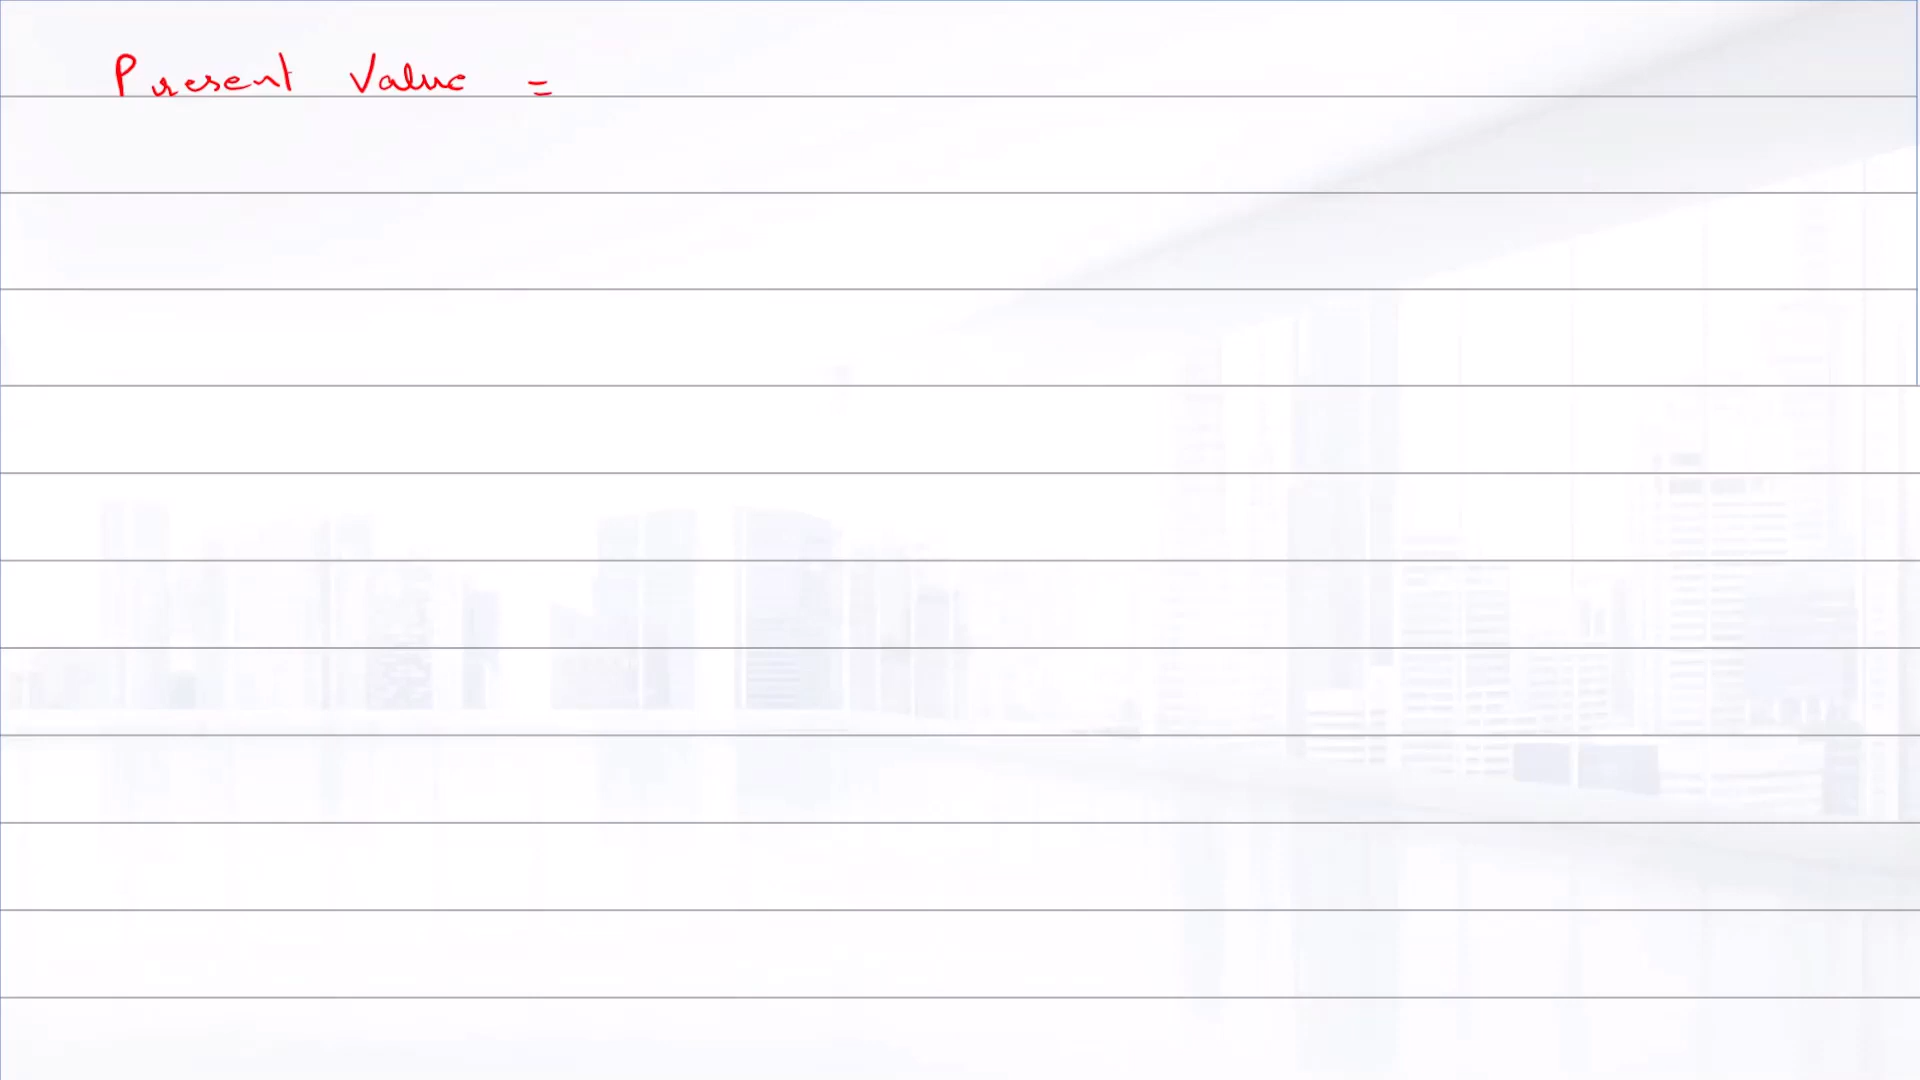 Present Value =